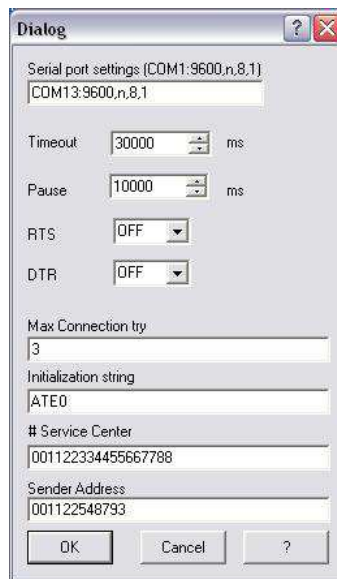 Dialog
?
Serial port settings (COM1:9600,n,8,1)
COM13:9600,n,8,1
Timeout 30000 ms
Pause 10000 ms
RTS OFF
DTR OFF
Max Connection try
3
Initialization string
ATE0
# Service Center
001122334455667788
Sender Address
001122548793
OK Cancel ?